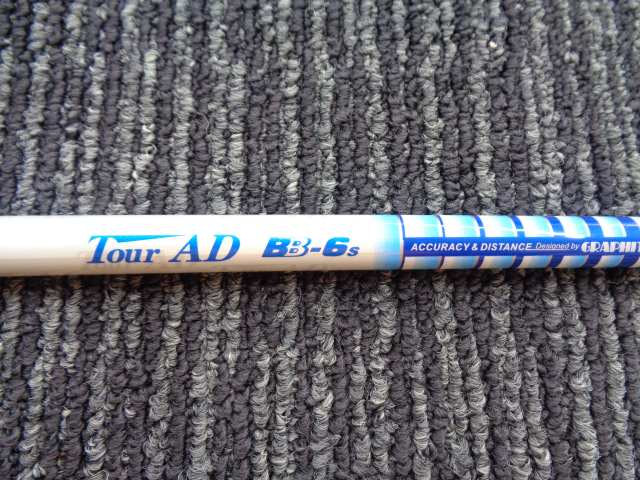 Tour AD BB-6s ACCURACY & DISTANCE Designed by